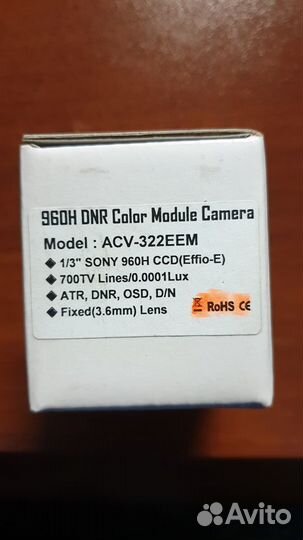 960H DNR Color Module Camera
Model : ACV-322EEM
◆ 1/3" SONY 960H CCD(Effio-E)
◆ 700TV Lines/0.0001Lux
◆ ATR, DNR, OSD, D/N
◆ Fixed(3.6mm) Lens
RoHS CE
Avito